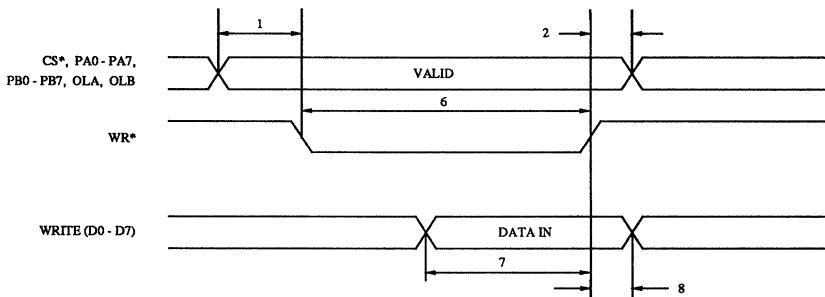 1
2
CS*, PA0 - PA7,
PB0 - PB7, OLA, OLB
VALID
6
WR*
WRITE (D0 - D7)
DATA IN
7
8